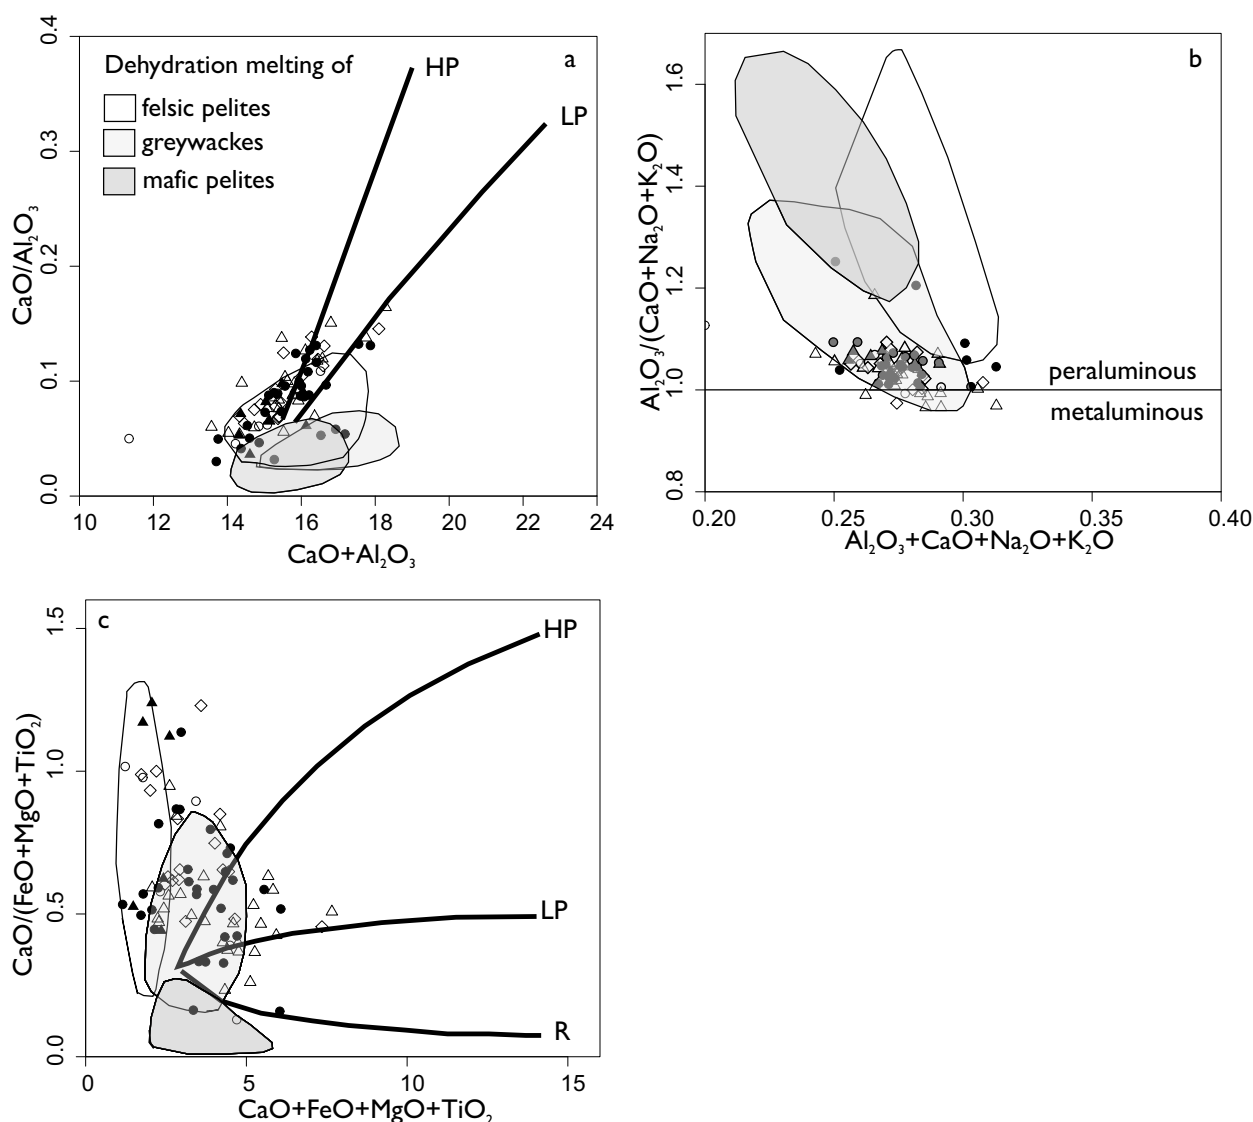 a
Dehydration melting of
felsic pelites
greywackes
mafic pelites
HP
LP
CaO/Al₂O₃
0.0
0.1
0.2
0.3
0.4
10
12
14
16
18
20
22
24
CaO+Al₂O₃
b
Al₂O₃/(CaO+Na₂O+K₂O)
0.8
1.0
1.2
1.4
1.6
peraluminous
metaluminous
0.20
0.25
0.30
0.35
0.40
Al₂O₃+CaO+Na₂O+K₂O
c
HP
LP
R
CaO/(FeO+MgO+TiO₂)
0.0
0.5
1.0
1.5
0
5
10
15
CaO+FeO+MgO+TiO₂